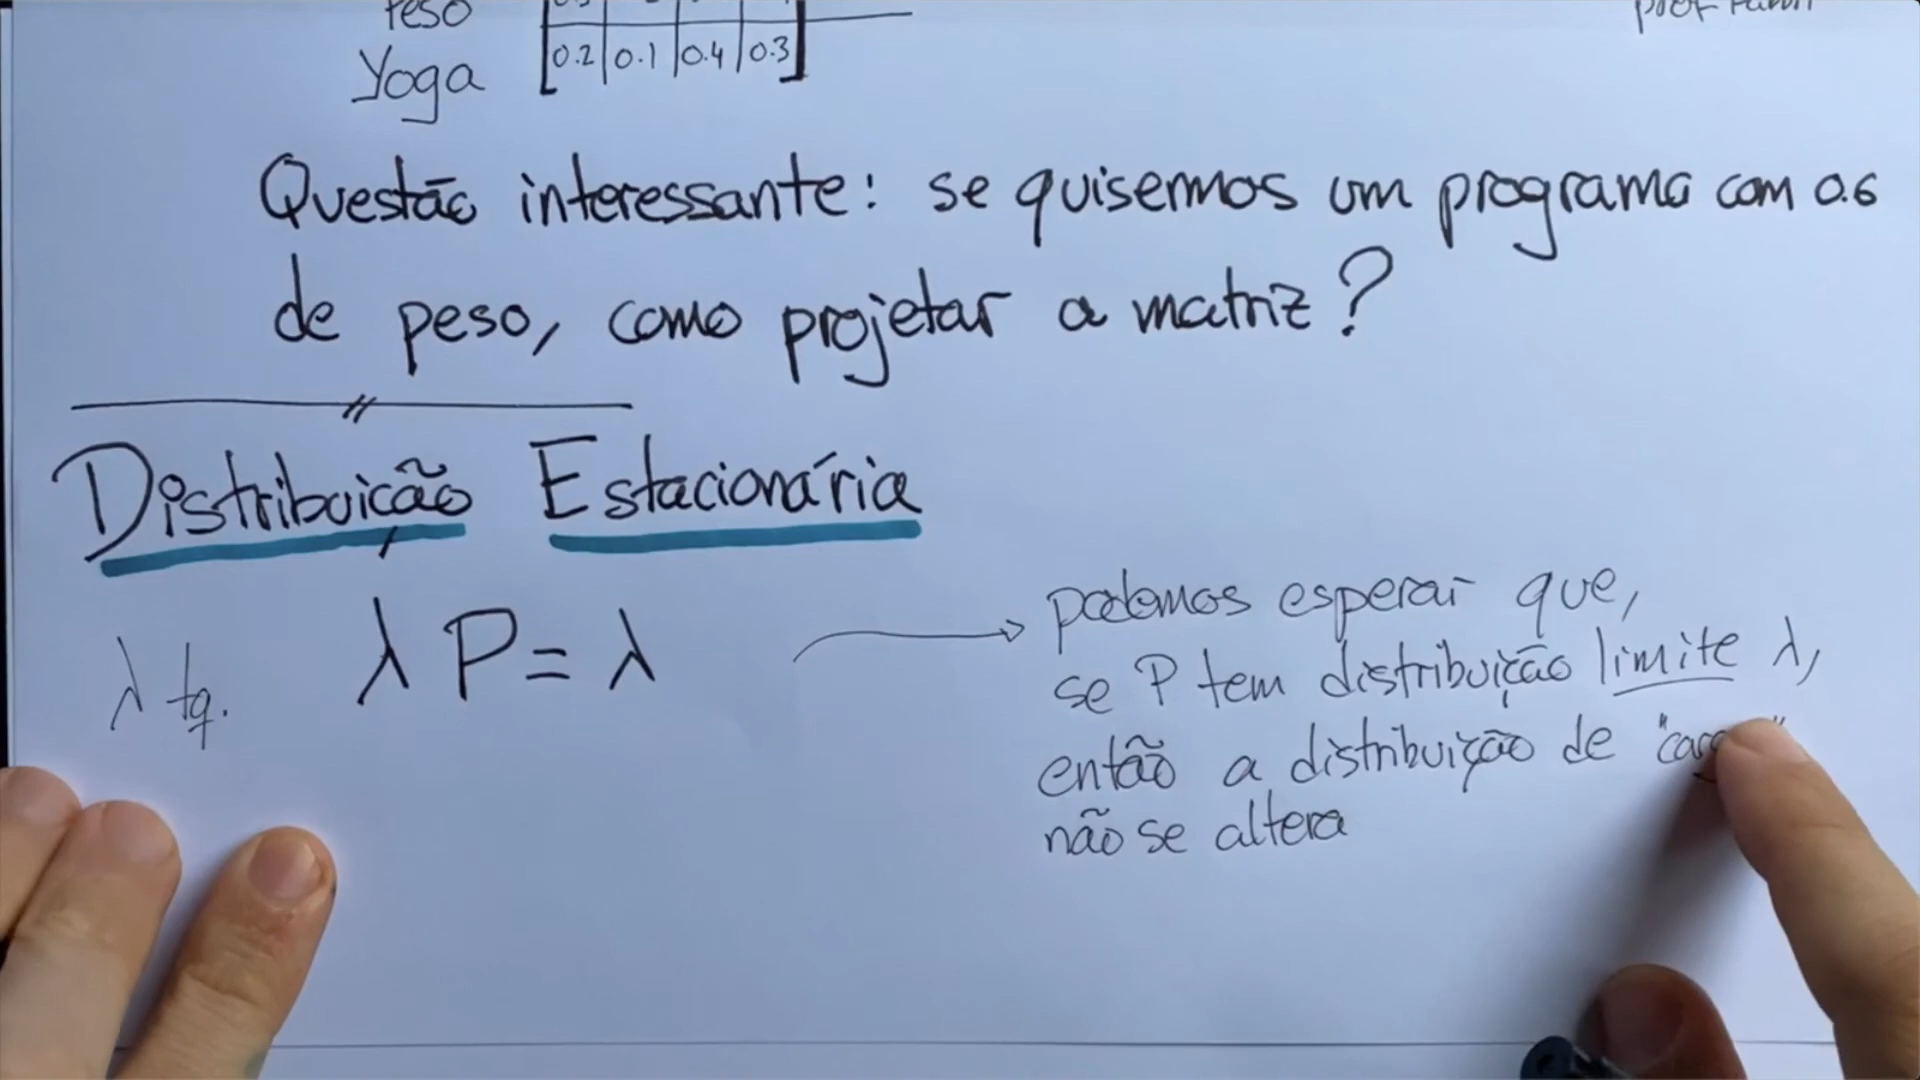 peso
Yoga
0.2 0.1 0.4 0.3
Questão interessante: se quisermos um programa com 0.6
de peso, como projetar a matriz?
Distribuição Estacionária
λ tq. λ P = λ
podemos esperar que,
se P tem distribuição limite λ,
então a distribuição de
não se altera